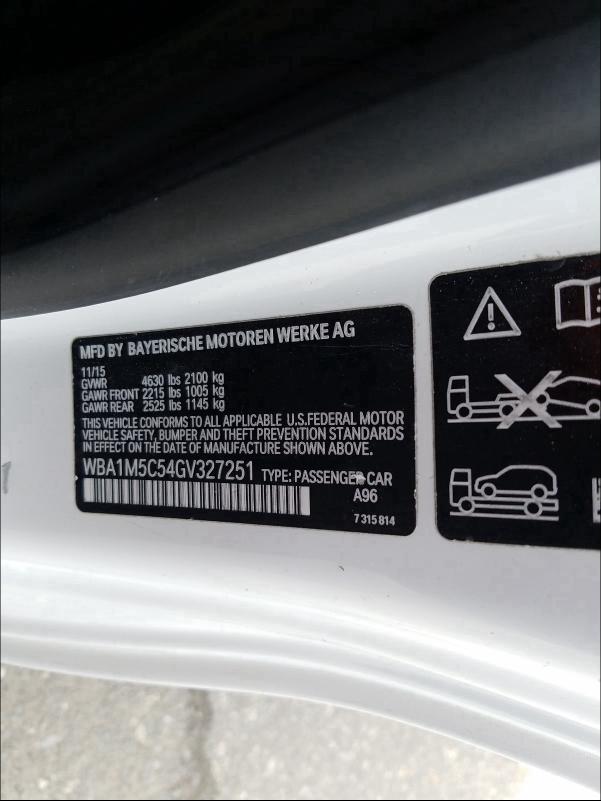 MFD BY BAYERISCHE MOTOREN WERKE AG
11/15
GVWR 4630 lbs 2100 kg
GAWR FRONT 2215 lbs 1005 kg
GAWR REAR 2525 lbs 1145 kg
THIS VEHICLE CONFORMS TO ALL APPLICABLE U.S.FEDERAL MOTOR
VEHICLE SAFETY, BUMPER AND THEFT PREVENTION STANDARDS
IN EFFECT ON THE DATE OF MANUFACTURE SHOWN ABOVE.
WBA1M5C54GV327251 TYPE: PASSENGER CAR
A96
7 315 814